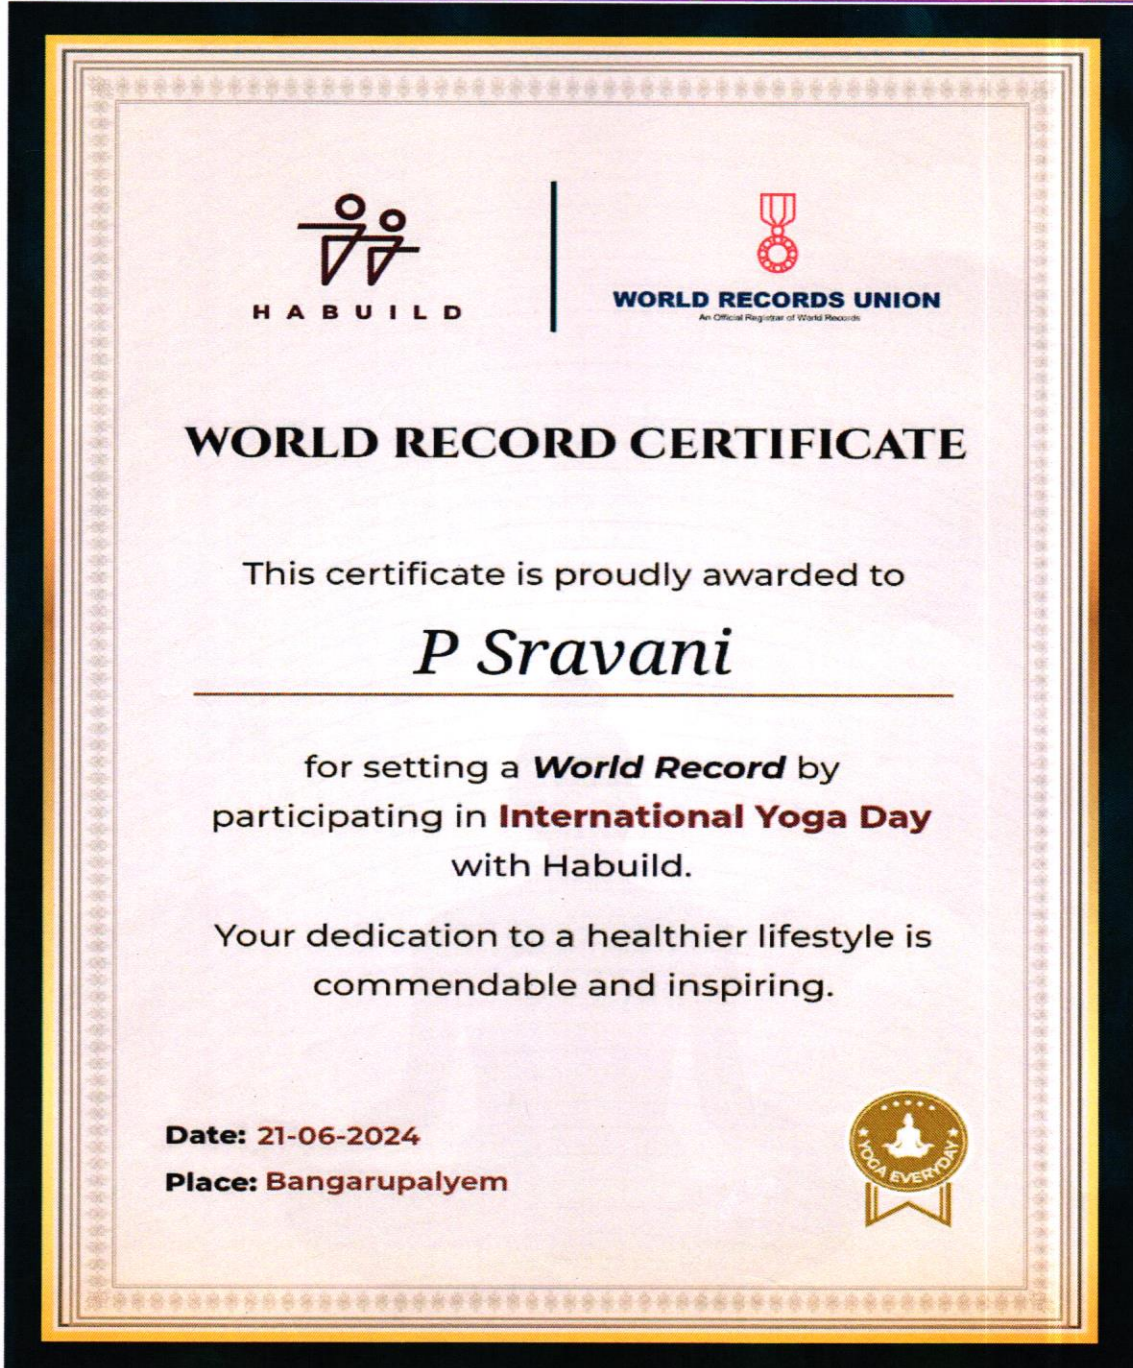 HABUILD
WORLD RECORDS UNION
An Official Registrar of World Records
WORLD RECORD CERTIFICATE
This certificate is proudly awarded to
P Sravani
for setting a World Record by
participating in International Yoga Day
with Habuild.
Your dedication to a healthier lifestyle is
commendable and inspiring.
Date: 21-06-2024
Place: Bangarupalyem
YOGA EVERYDAY